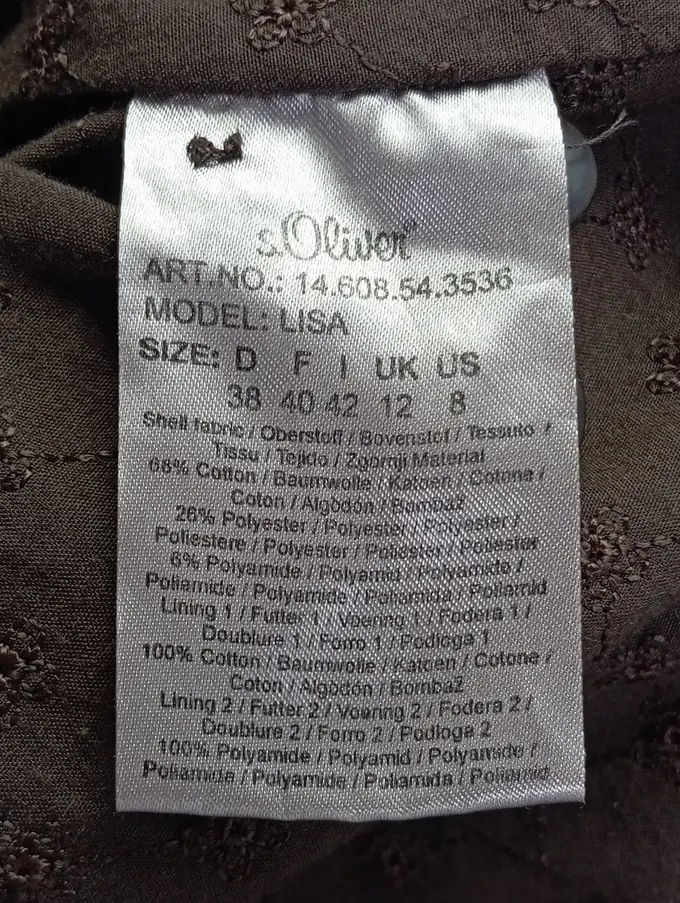 s.Oliver
ART.NO.: 14.608.54.3536
MODEL: LISA
SIZE: D F I UK US
38 40 42 12 8
Shell fabric / Oberstoff / Bovenstof / Tessuto /
Tissu / Tejido / Zgornji Material
68% Cotton / Baumwolle / Katoen / Cotone /
Coton / Algodón / Bombaž
26% Polyester / Polyester / Polyester /
Poliestere / Polyester / Poliester / Poliester
6% Polyamide / Polyamid / Polyamide /
Poliamide / Polyamide / Poliamida / Poliamid
Lining 1 / Futter 1 / Voering 1 / Fodera 1 /
Doublure 1 / Forro 1 / Podloga 1
100% Cotton / Baumwolle / Katoen / Cotone /
Coton / Algodón / Bombaž
Lining 2 / Futter 2 / Voering 2 / Fodera 2 /
Doublure 2 / Forro 2 / Podloga 2
100% Polyamide / Polyamid / Polyamide /
Poliamide / Polyamide / Poliamida / Poliamid